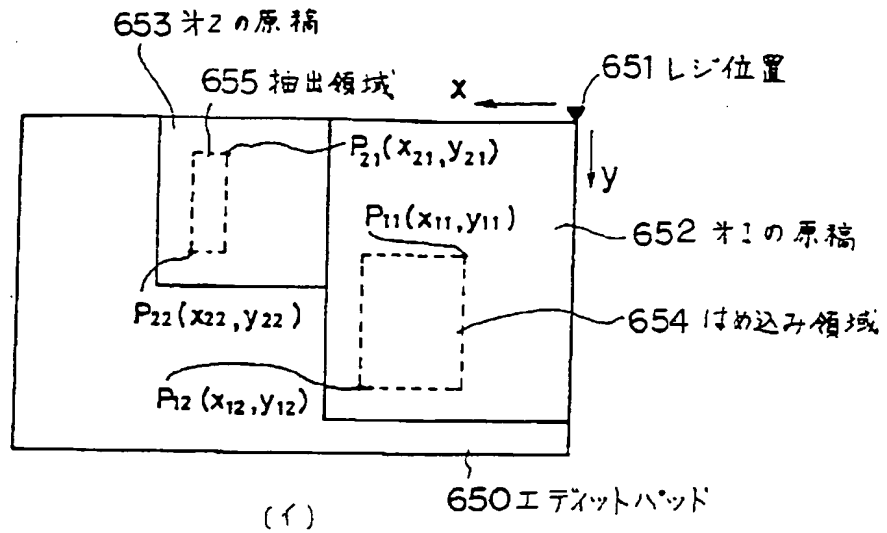 653 㐧2の原稿
655 抽出領域
x
651 レジ位置
P21(x21,y21)
y
P11(x11,y11)
652 㐧1の原稿
P22(x22,y22)
654 はめ込み領域
P12(x12,y12)
650 エディットパッド
(イ)